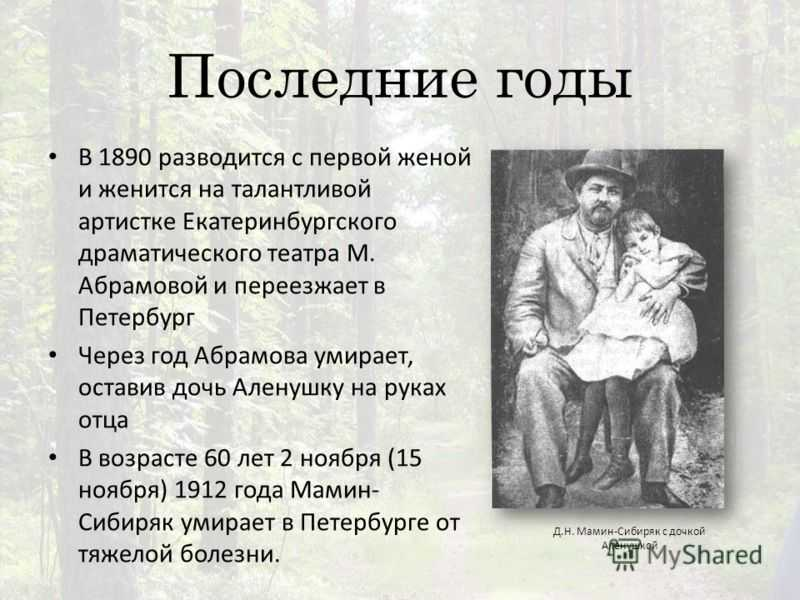 Последние годы
• В 1890 разводится с первой женой
и женится на талантливой
артистке Екатеринбургского
драматического театра М.
Абрамовой и переезжает в
Петербург
• Через год Абрамова умирает,
оставив дочь Аленушку на руках
отца
• В возрасте 60 лет 2 ноября (15
ноября) 1912 года Мамин-
Сибиряк умирает в Петербурге от
тяжелой болезни.
Д.Н. Мамин-Сибиряк с дочкой
Аленушкой
MyShared